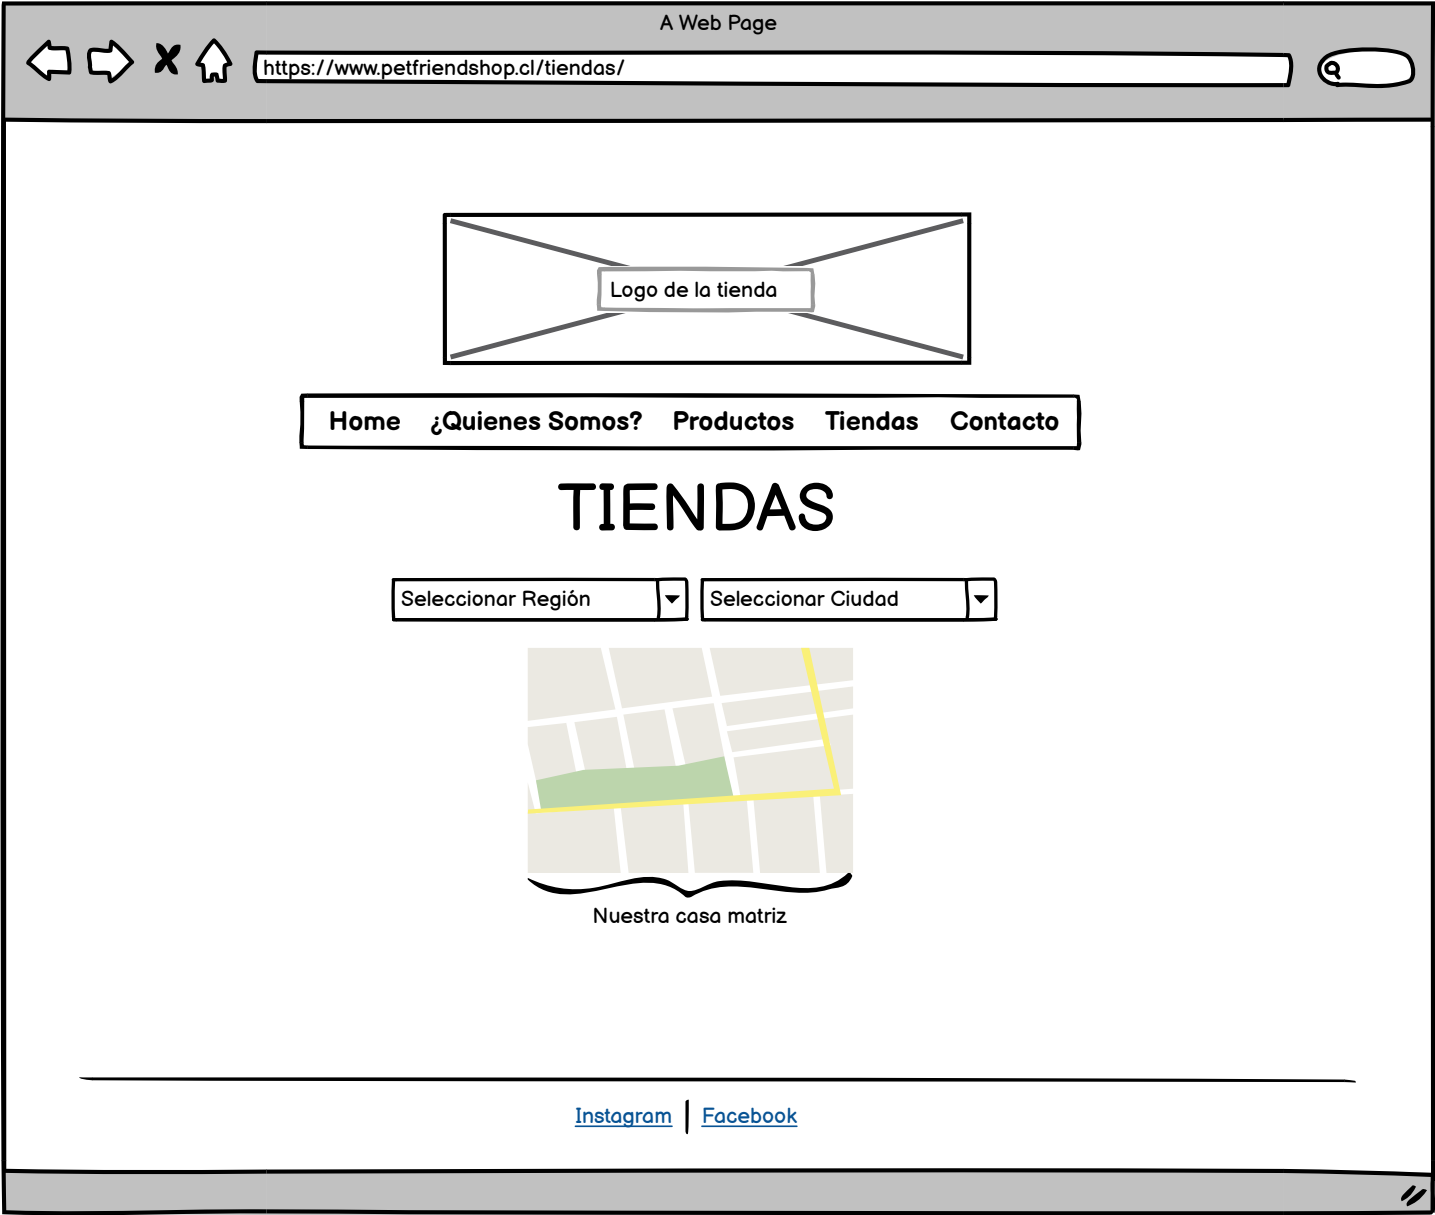 A Web Page
https://www.petfriendshop.cl/tiendas/
Logo de la tienda
Home ¿Quienes Somos? Productos Tiendas Contacto
TIENDAS
Seleccionar Región Seleccionar Ciudad
Nuestra casa matriz
Instagram Facebook